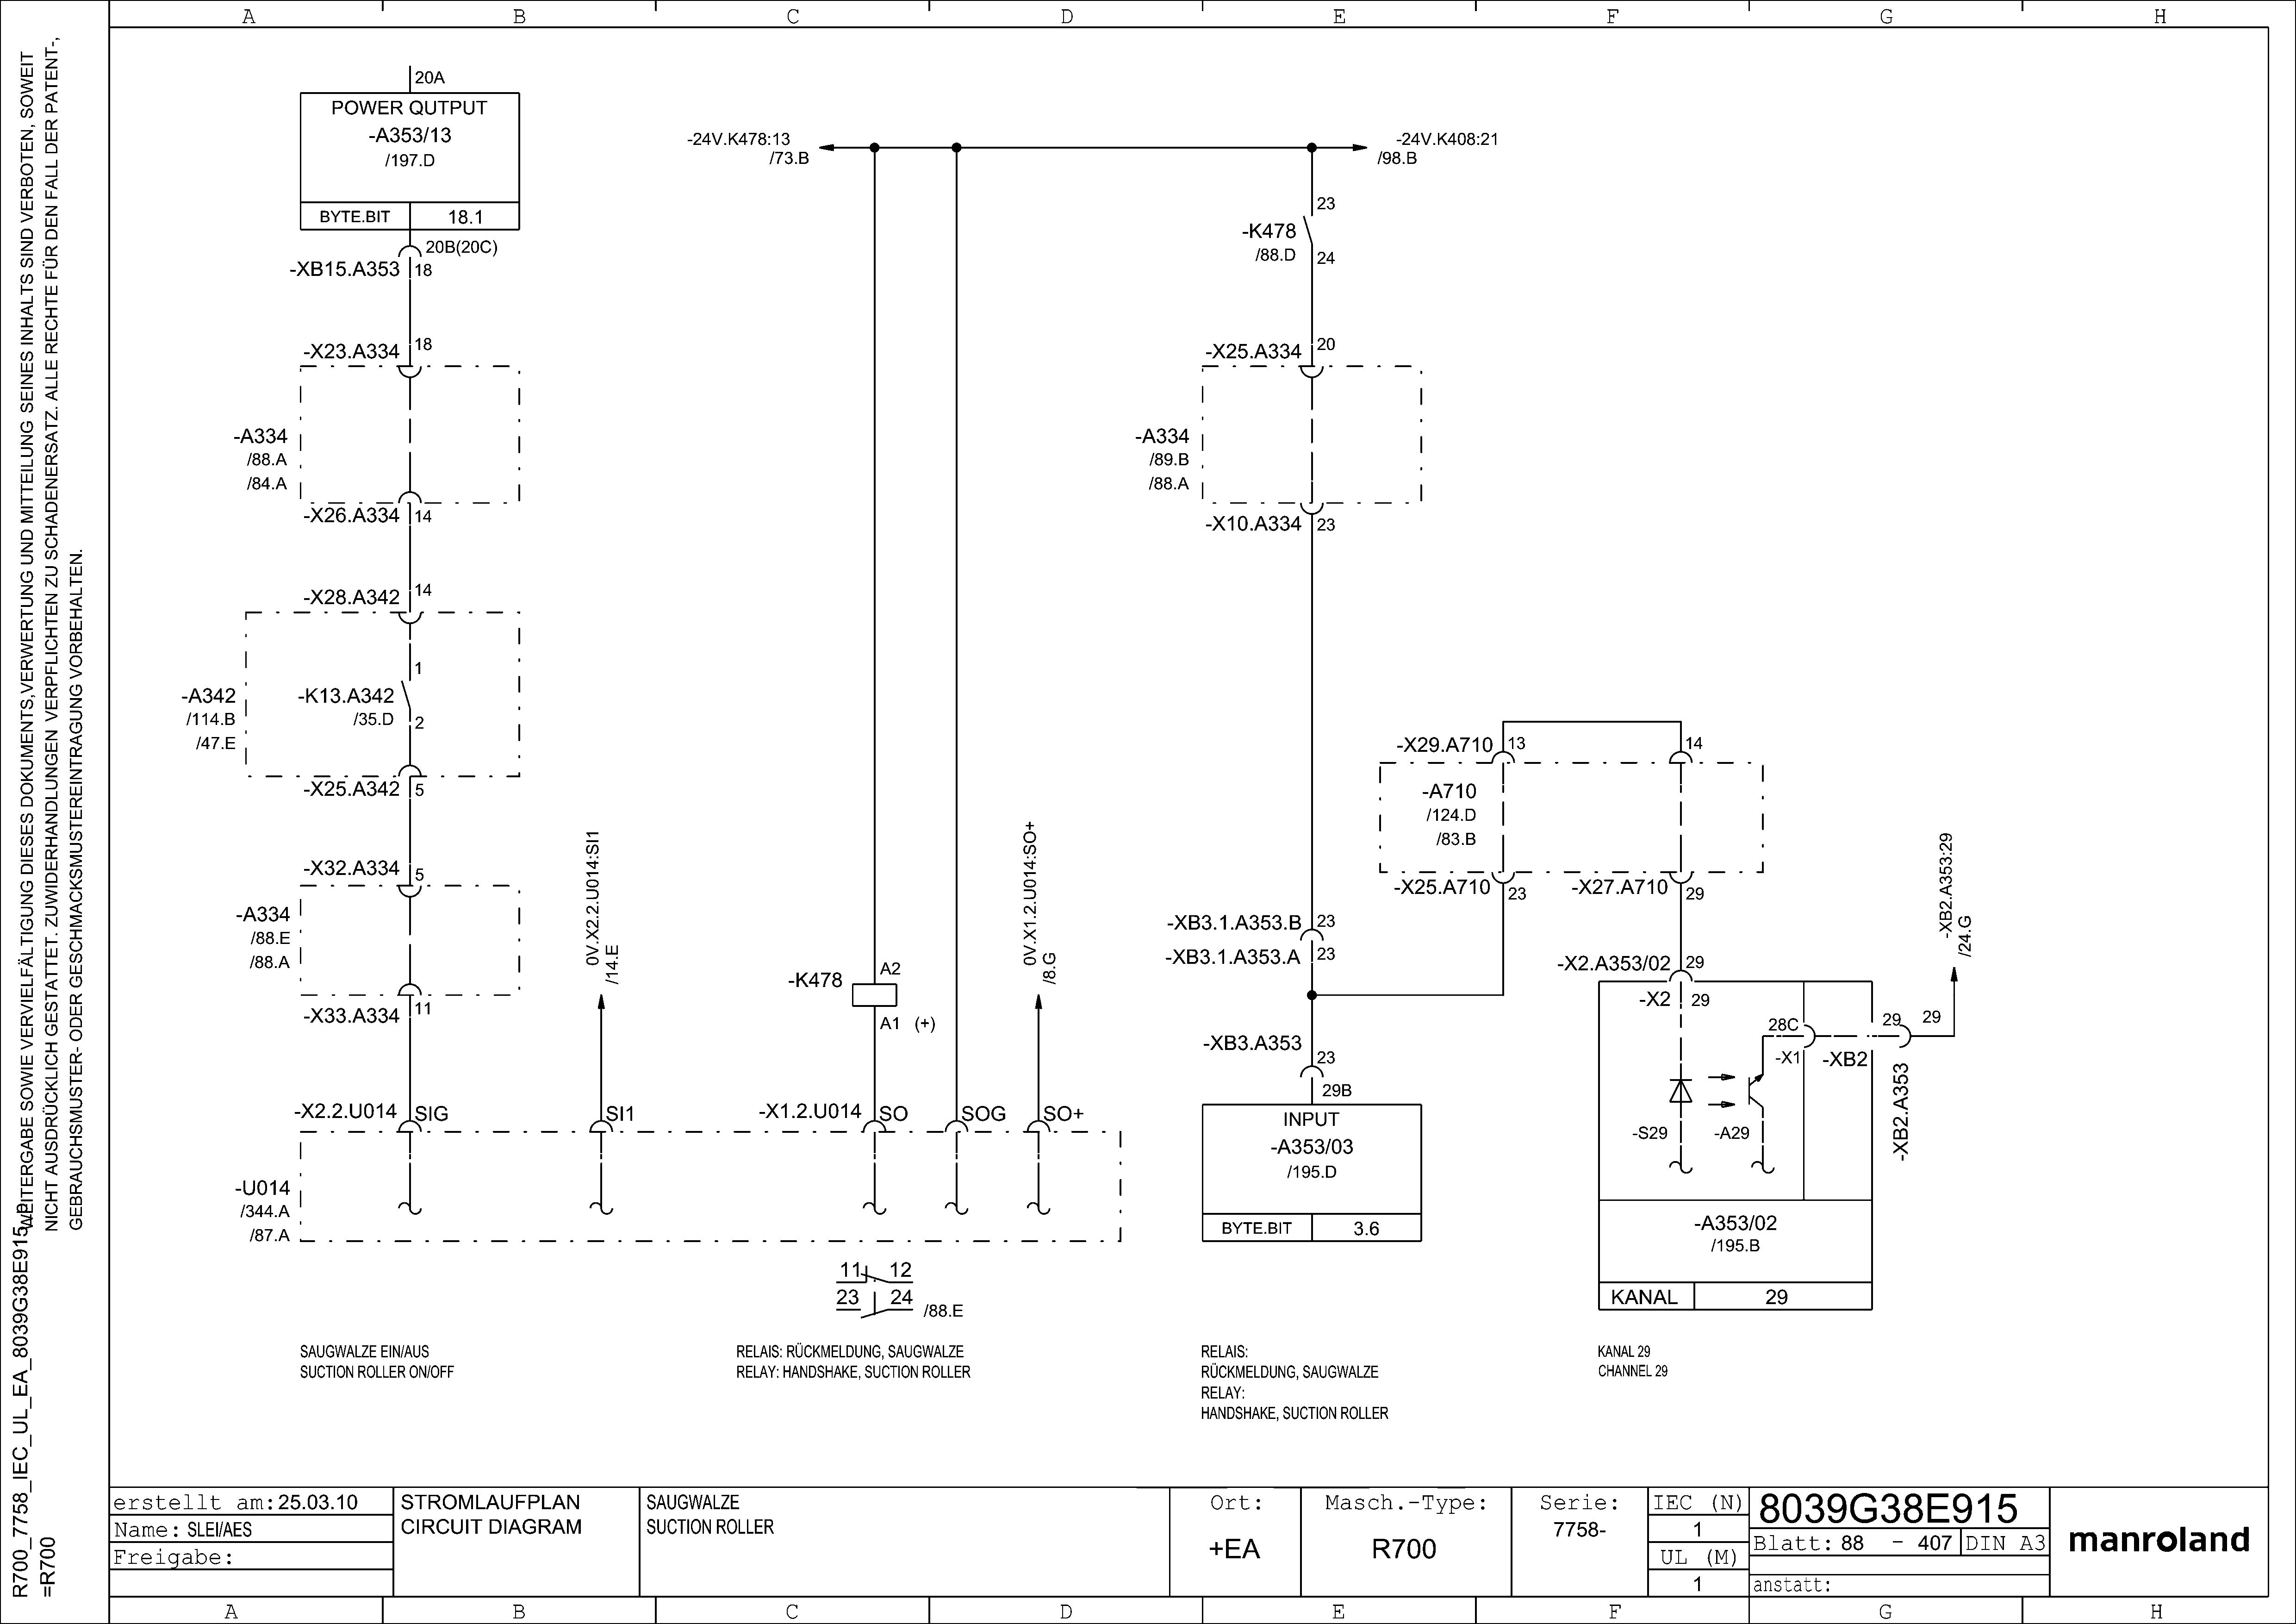 A B C D E F G H
WEITERGABE SOWIE VERVIELFÄLTIGUNG DIESES DOKUMENTS,VERWERTUNG UND MITTEILUNG SEINES INHALTS SIND VERBOTEN, SOWEIT
NICHT AUSDRÜCKLICH GESTATTET. ZUWIDERHANDLUNGEN VERPFLICHTEN ZU SCHADENERSATZ. ALLE RECHTE FÜR DEN FALL DER PATENT-,
GEBRAUCHSMUSTER- ODER GESCHMACKSMUSTEREINTRAGUNG VORBEHALTEN.
=R700
20A
POWER QUTPUT
-A353/13
/197.D
BYTE.BIT 18.1
20B(20C)
-XB15.A353 18
-X23.A334 18
-A334
/88.A
/84.A
-X26.A334 14
-X28.A342 14
1
-A342
/114.B
/47.E
-K13.A342
/35.D
2
-X25.A342 5
-X32.A334 5
-A334
/88.E
/88.A
-X33.A334 11
0V.X2.2.U014:SI1
/14.E
-X2.2.U014 SIG
SI1
-U014
/344.A
/87.A
-24V.K478:13
/73.B
-24V.K408:21
/98.B
-K478
A2
A1 (+)
0V.X1.2.U014:SO+
/8.G
-X1.2.U014 SO
SOG
SO+
11 12
23 24
/88.E
23
-K478
/88.D
24
-X25.A334 20
-A334
/89.B
/88.A
-X10.A334 23
-XB3.1.A353.B 23
-XB3.1.A353.A 23
-XB3.A353 23
29B
INPUT
-A353/03
/195.D
BYTE.BIT 3.6
-X29.A710 13
14
-A710
/124.D
/83.B
-X25.A710 23
-X27.A710 29
-X2.A353/02 29
-X2 29
28C
-X1
-XB2
29
29
-XB2.A353
-XB2.A353:29
/24.G
-S29
-A29
-A353/02
/195.B
KANAL 29
SAUGWALZE EIN/AUS
SUCTION ROLLER ON/OFF
RELAIS: RÜCKMELDUNG, SAUGWALZE
RELAY: HANDSHAKE, SUCTION ROLLER
RELAIS:
RÜCKMELDUNG, SAUGWALZE
RELAY:
HANDSHAKE, SUCTION ROLLER
KANAL 29
CHANNEL 29
erstellt am: 25.03.10
Name: SLEI/AES
Freigabe:
STROMLAUFPLAN
CIRCUIT DIAGRAM
SAUGWALZE
SUCTION ROLLER
Ort:
+EA
Masch.-Type:
R700
Serie:
7758-
IEC (N)
1
UL (M)
1
8039G38E915
Blatt: 88 - 407 DIN A3
anstatt:
manroland
A B C D E F G H